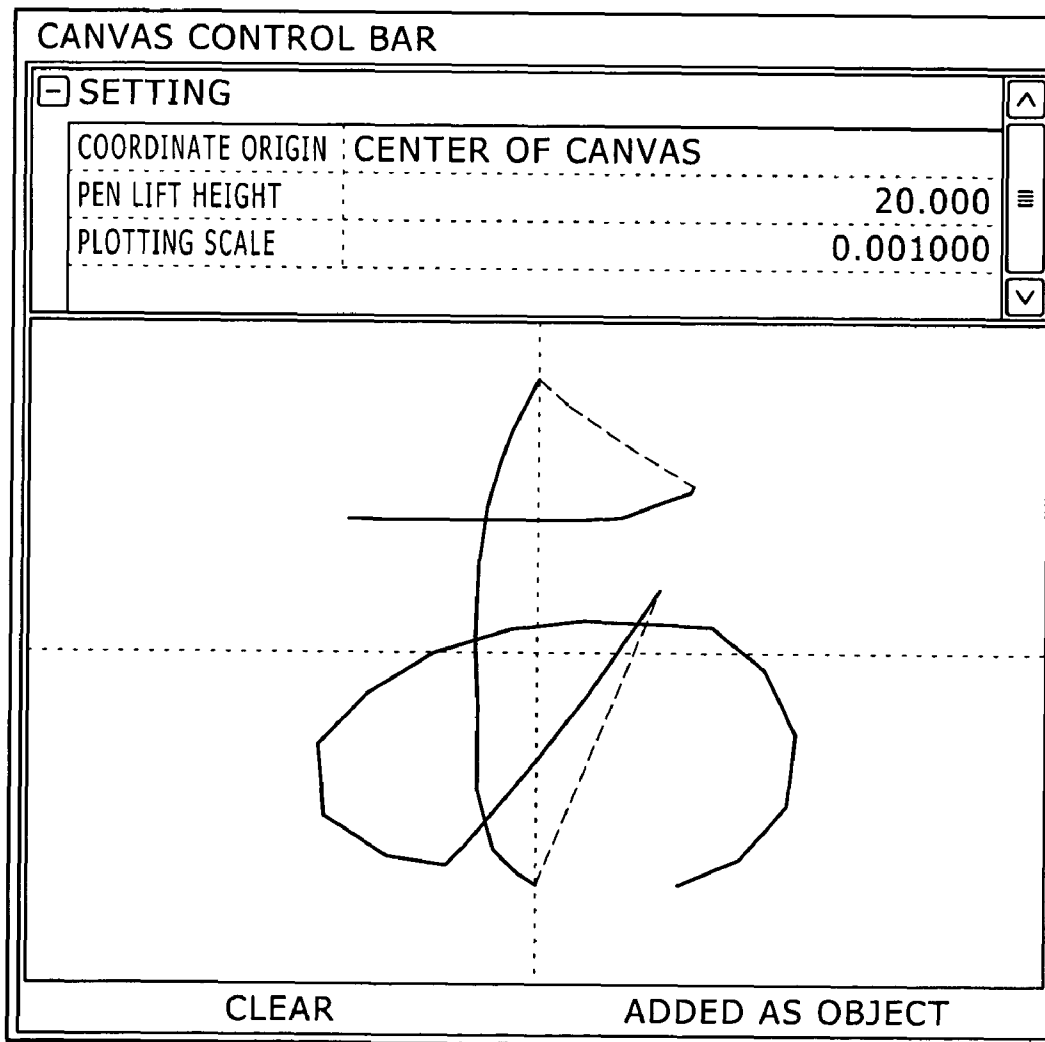 CANVAS CONTROL BAR
SETTING
COORDINATE ORIGIN CENTER OF CANVAS
PEN LIFT HEIGHT 20.000
PLOTTING SCALE 0.001000
あ
CLEAR ADDED AS OBJECT